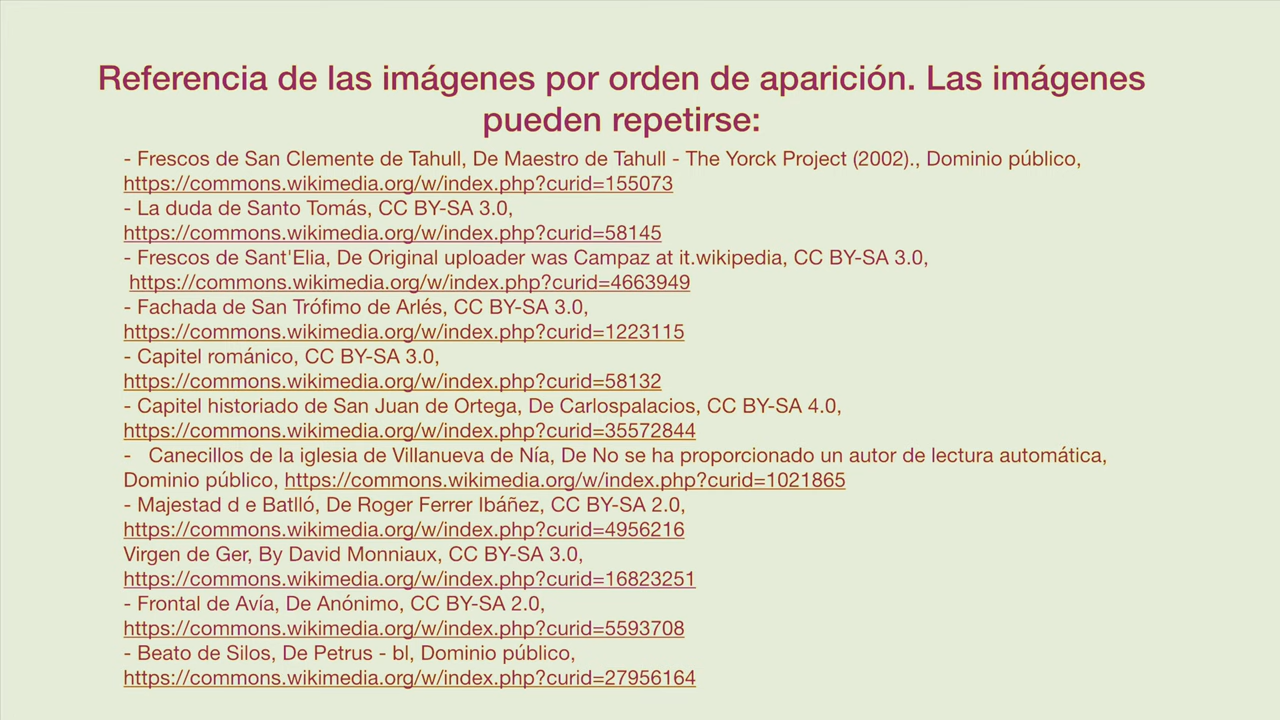 Referencia de las imágenes por orden de aparición. Las imágenes
pueden repetirse:
- Frescos de San Clemente de Tahull, De Maestro de Tahull - The Yorck Project (2002)., Dominio público,
https://commons.wikimedia.org/w/index.php?curid=155073
- La duda de Santo Tomás, CC BY-SA 3.0,
https://commons.wikimedia.org/w/index.php?curid=58145
- Frescos de Sant'Elia, De Original uploader was Campaz at it.wikipedia, CC BY-SA 3.0,
https://commons.wikimedia.org/w/index.php?curid=4663949
- Fachada de San Trófimo de Arlés, CC BY-SA 3.0,
https://commons.wikimedia.org/w/index.php?curid=1223115
- Capitel románico, CC BY-SA 3.0,
https://commons.wikimedia.org/w/index.php?curid=58132
- Capitel historiado de San Juan de Ortega, De Carlospalacios, CC BY-SA 4.0,
https://commons.wikimedia.org/w/index.php?curid=35572844
- Canecillos de la iglesia de Villanueva de Nía, De No se ha proporcionado un autor de lectura automática,
Dominio público, https://commons.wikimedia.org/w/index.php?curid=1021865
- Majestad d e Batlló, De Roger Ferrer Ibáñez, CC BY-SA 2.0,
https://commons.wikimedia.org/w/index.php?curid=4956216
Virgen de Ger, By David Monniaux, CC BY-SA 3.0,
https://commons.wikimedia.org/w/index.php?curid=16823251
- Frontal de Avía, De Anónimo, CC BY-SA 2.0,
https://commons.wikimedia.org/w/index.php?curid=5593708
- Beato de Silos, De Petrus - bl, Dominio público,
https://commons.wikimedia.org/w/index.php?curid=27956164